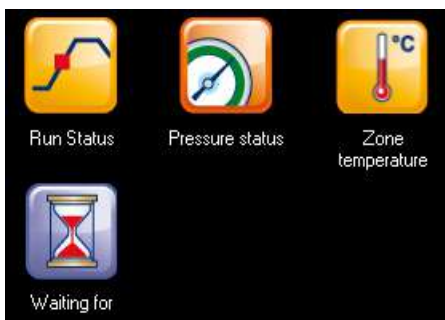 °C
Run Status
Pressure status
Zone
temperature
Waiting for